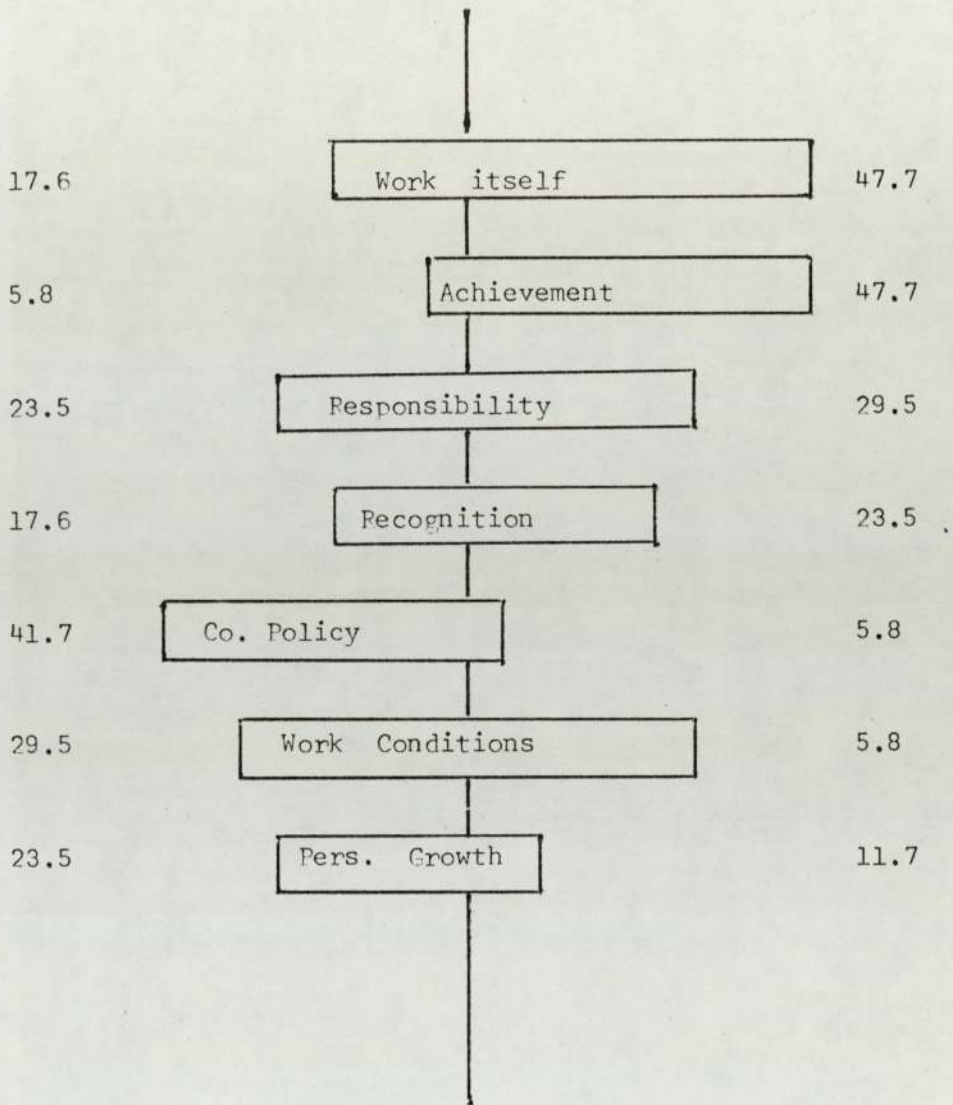 17.6 Work itself 47.7
5.8 Achievement 47.7
23.5 Responsibility 29.5
17.6 Recognition 23.5
41.7 Co. Policy 5.8
29.5 Work Conditions 5.8
23.5 Pers. Growth 11.7